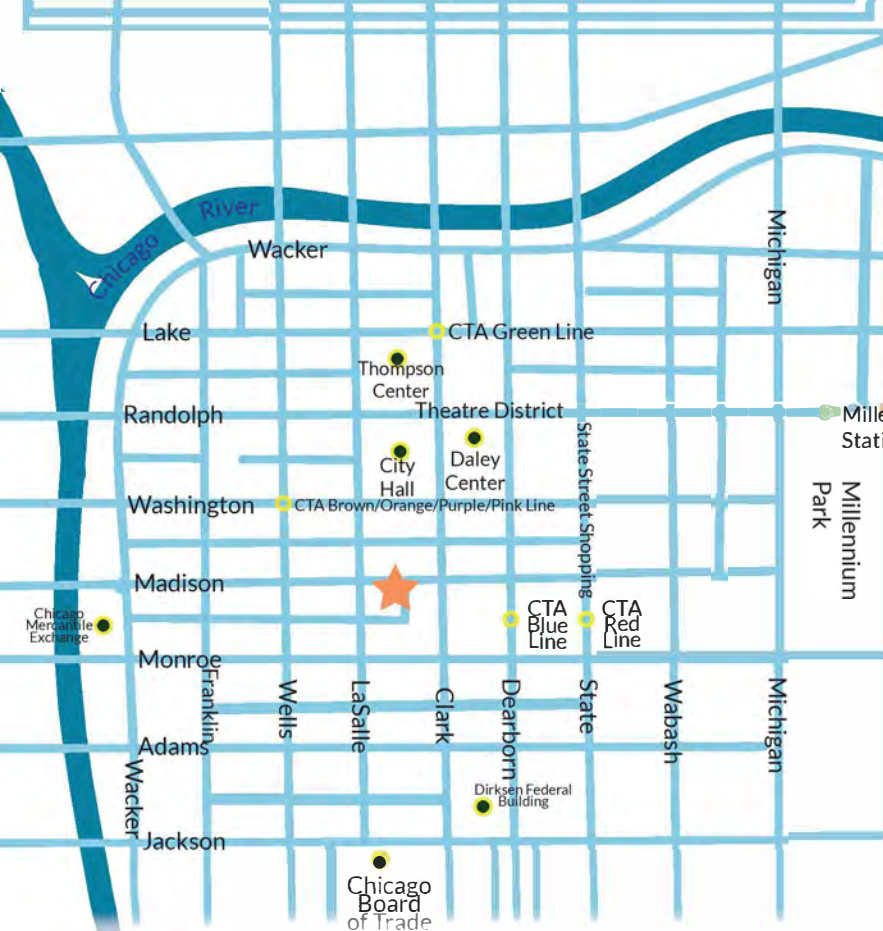 River
Chicago
Wacker
Michigan
Lake
CTA Green Line
Thompson
Center
Randolph
Theatre District
Mille
Stati
City
Hall
Daley
Center
State Street Shopping
Washington
CTA Brown/Orange/Purple/Pink Line
Millennium
Park
Madison
Chicago
Mercantile
Exchange
CTA
Blue
Line
CTA
Red
Line
Monroe
Franklin
Wells
LaSalle
Clark
Dearborn
State
Wabash
Michigan
Adams
Wacker
Dirksen Federal
Building
Jackson
Chicago
Board
of Trade